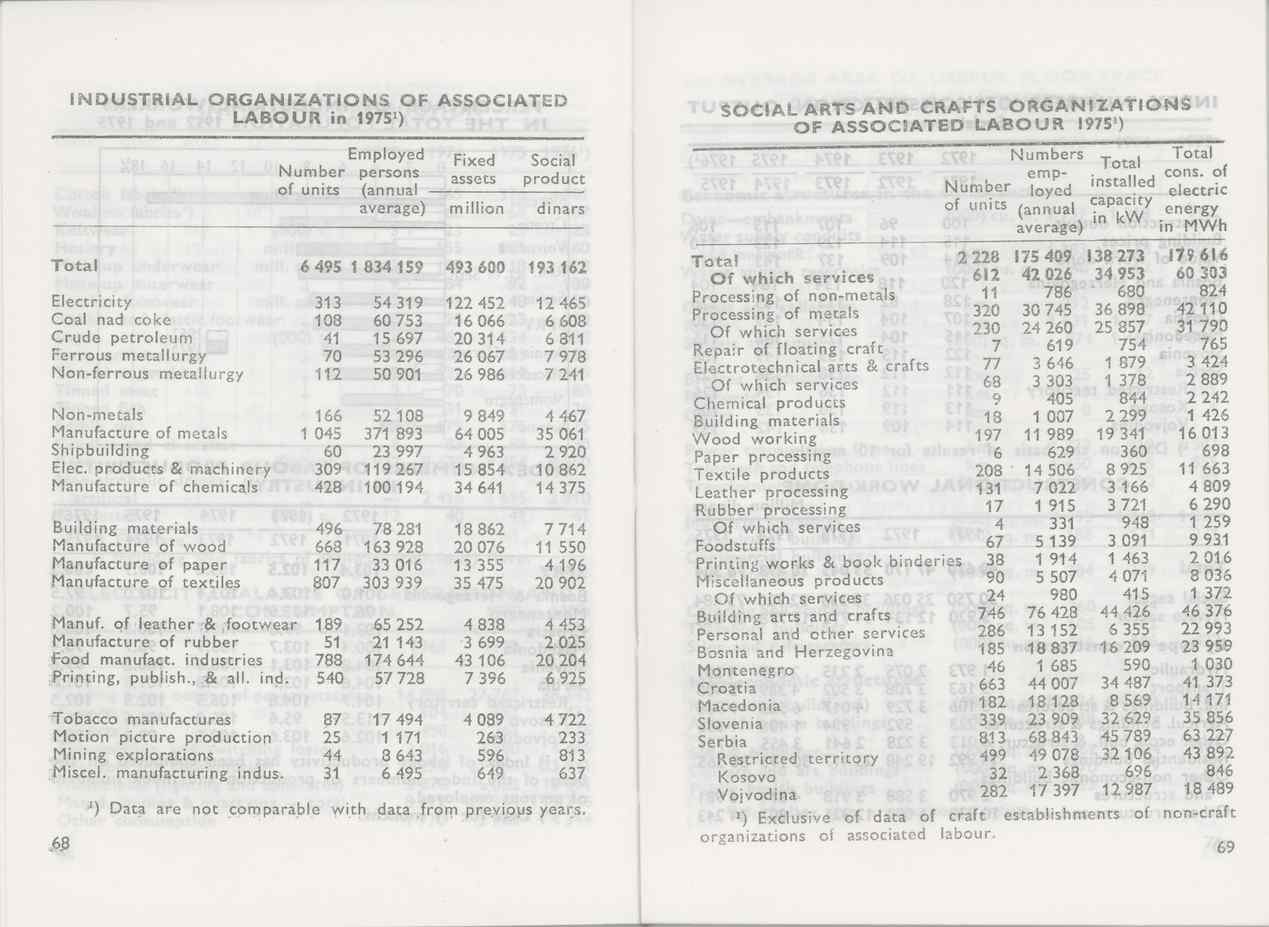 INDUSTRIAL ORGANIZATIONS OF ASSOCIATED
LABOUR in 1975¹)
Number of units | Employed persons (annual average) | Fixed assets | Social product
million dinars
Total 6 495 1 834 159 493 600 193 162
Electricity 313 54 319 122 452 12 465
Coal nad coke 108 60 753 16 066 6 608
Crude petroleum 41 15 697 20 314 6 811
Ferrous metallurgy 70 53 296 26 067 7 978
Non-ferrous metallurgy 112 50 901 26 986 7 241
Non-metals 166 52 108 9 849 4 467
Manufacture of metals 1 045 371 893 64 005 35 061
Shipbuilding 60 23 997 4 963 2 920
Elec. products & machinery 309 119 267 15 854 10 862
Manufacture of chemicals 428 100 194 34 641 14 375
Building materials 496 78 281 18 862 7 714
Manufacture of wood 668 163 928 20 076 11 550
Manufacture of paper 117 33 016 13 355 4 196
Manufacture of textiles 807 303 939 35 475 20 902
Manuf. of leather & footwear 189 65 252 4 838 4 453
Manufacture of rubber 51 21 143 3 699 2 025
Food manufact. industries 788 174 644 43 106 20 204
Printing, publish., & all. ind. 540 57 728 7 396 6 925
Tobacco manufactures 87 17 494 4 089 4 722
Motion picture production 25 1 171 263 233
Mining explorations 44 8 643 596 813
Miscel. manufacturing indus. 31 6 495 649 637
¹) Data are not comparable with data from previous years.
68
SOCIAL ARTS AND CRAFTS ORGANIZATIONS
OF ASSOCIATED LABOUR 1975¹)
Number of units | Numbers emp-loyed (annual average) | Total installed capacity in kW | Total cons. of electric energy in MWh
Total 2 228 175 409 138 273 179 616
Of which services 612 42 026 34 953 60 303
Processing of non-metals 11 786 680 824
Processing of metals 320 30 745 36 898 42 110
Of which services 230 24 260 25 857 31 790
Repair of floating craft 7 619 754 765
Electrotechnical arts & crafts 77 3 646 1 879 3 424
Of which services 68 3 303 1 378 2 889
Chemical products 9 405 844 2 242
Building materials 18 1 007 2 299 1 426
Wood working 197 11 989 19 341 16 013
Paper processing 6 629 360 698
Textile products 208 14 506 8 925 11 663
Leather processing 131 7 022 3 166 4 809
Rubber processing 17 1 915 3 721 6 290
Of which services 4 331 948 1 259
Foodstuffs 67 5 139 3 091 9 931
Printing works & book binderies 38 1 914 1 463 2 016
Miscellaneous products 90 5 507 4 071 8 036
Of which services 24 980 415 1 372
Building arts and crafts 746 76 428 44 426 46 376
Personal and other services 286 13 152 6 355 22 993
Bosnia and Herzegovina 185 18 837 16 209 23 959
Montenegro 46 1 685 590 1 030
Croatia 663 44 007 34 487 41 373
Macedonia 182 18 128 8 569 14 171
Slovenia 339 23 909 32 629 35 856
Serbia 813 68 843 45 789 63 227
Restricted territory 499 49 078 32 106 43 892
Kosovo 32 2 368 696 846
Vojvodina 282 17 397 12 987 18 489
¹) Exclusive of data of craft establishments of non-craft
organizations of associated labour.
69